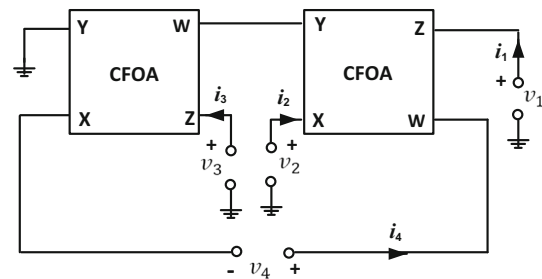 Y W Y Z
CFOA CFOA
X Z X W
i₃ i₂ i₁
+ + +
v₃ v₂ v₁
i₄
- v₄ +